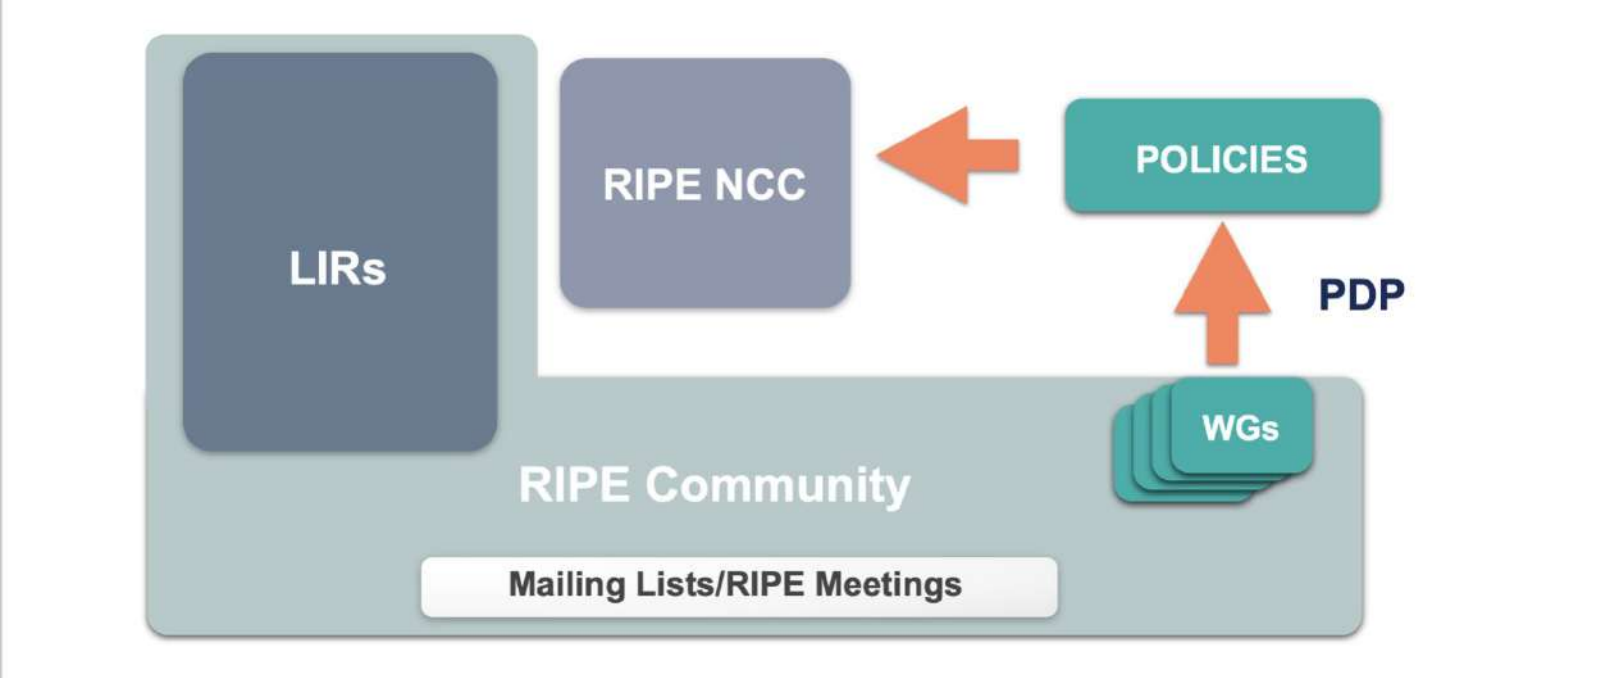 LIRs
RIPE NCC
POLICIES
PDP
WGs
RIPE Community
Mailing Lists/RIPE Meetings